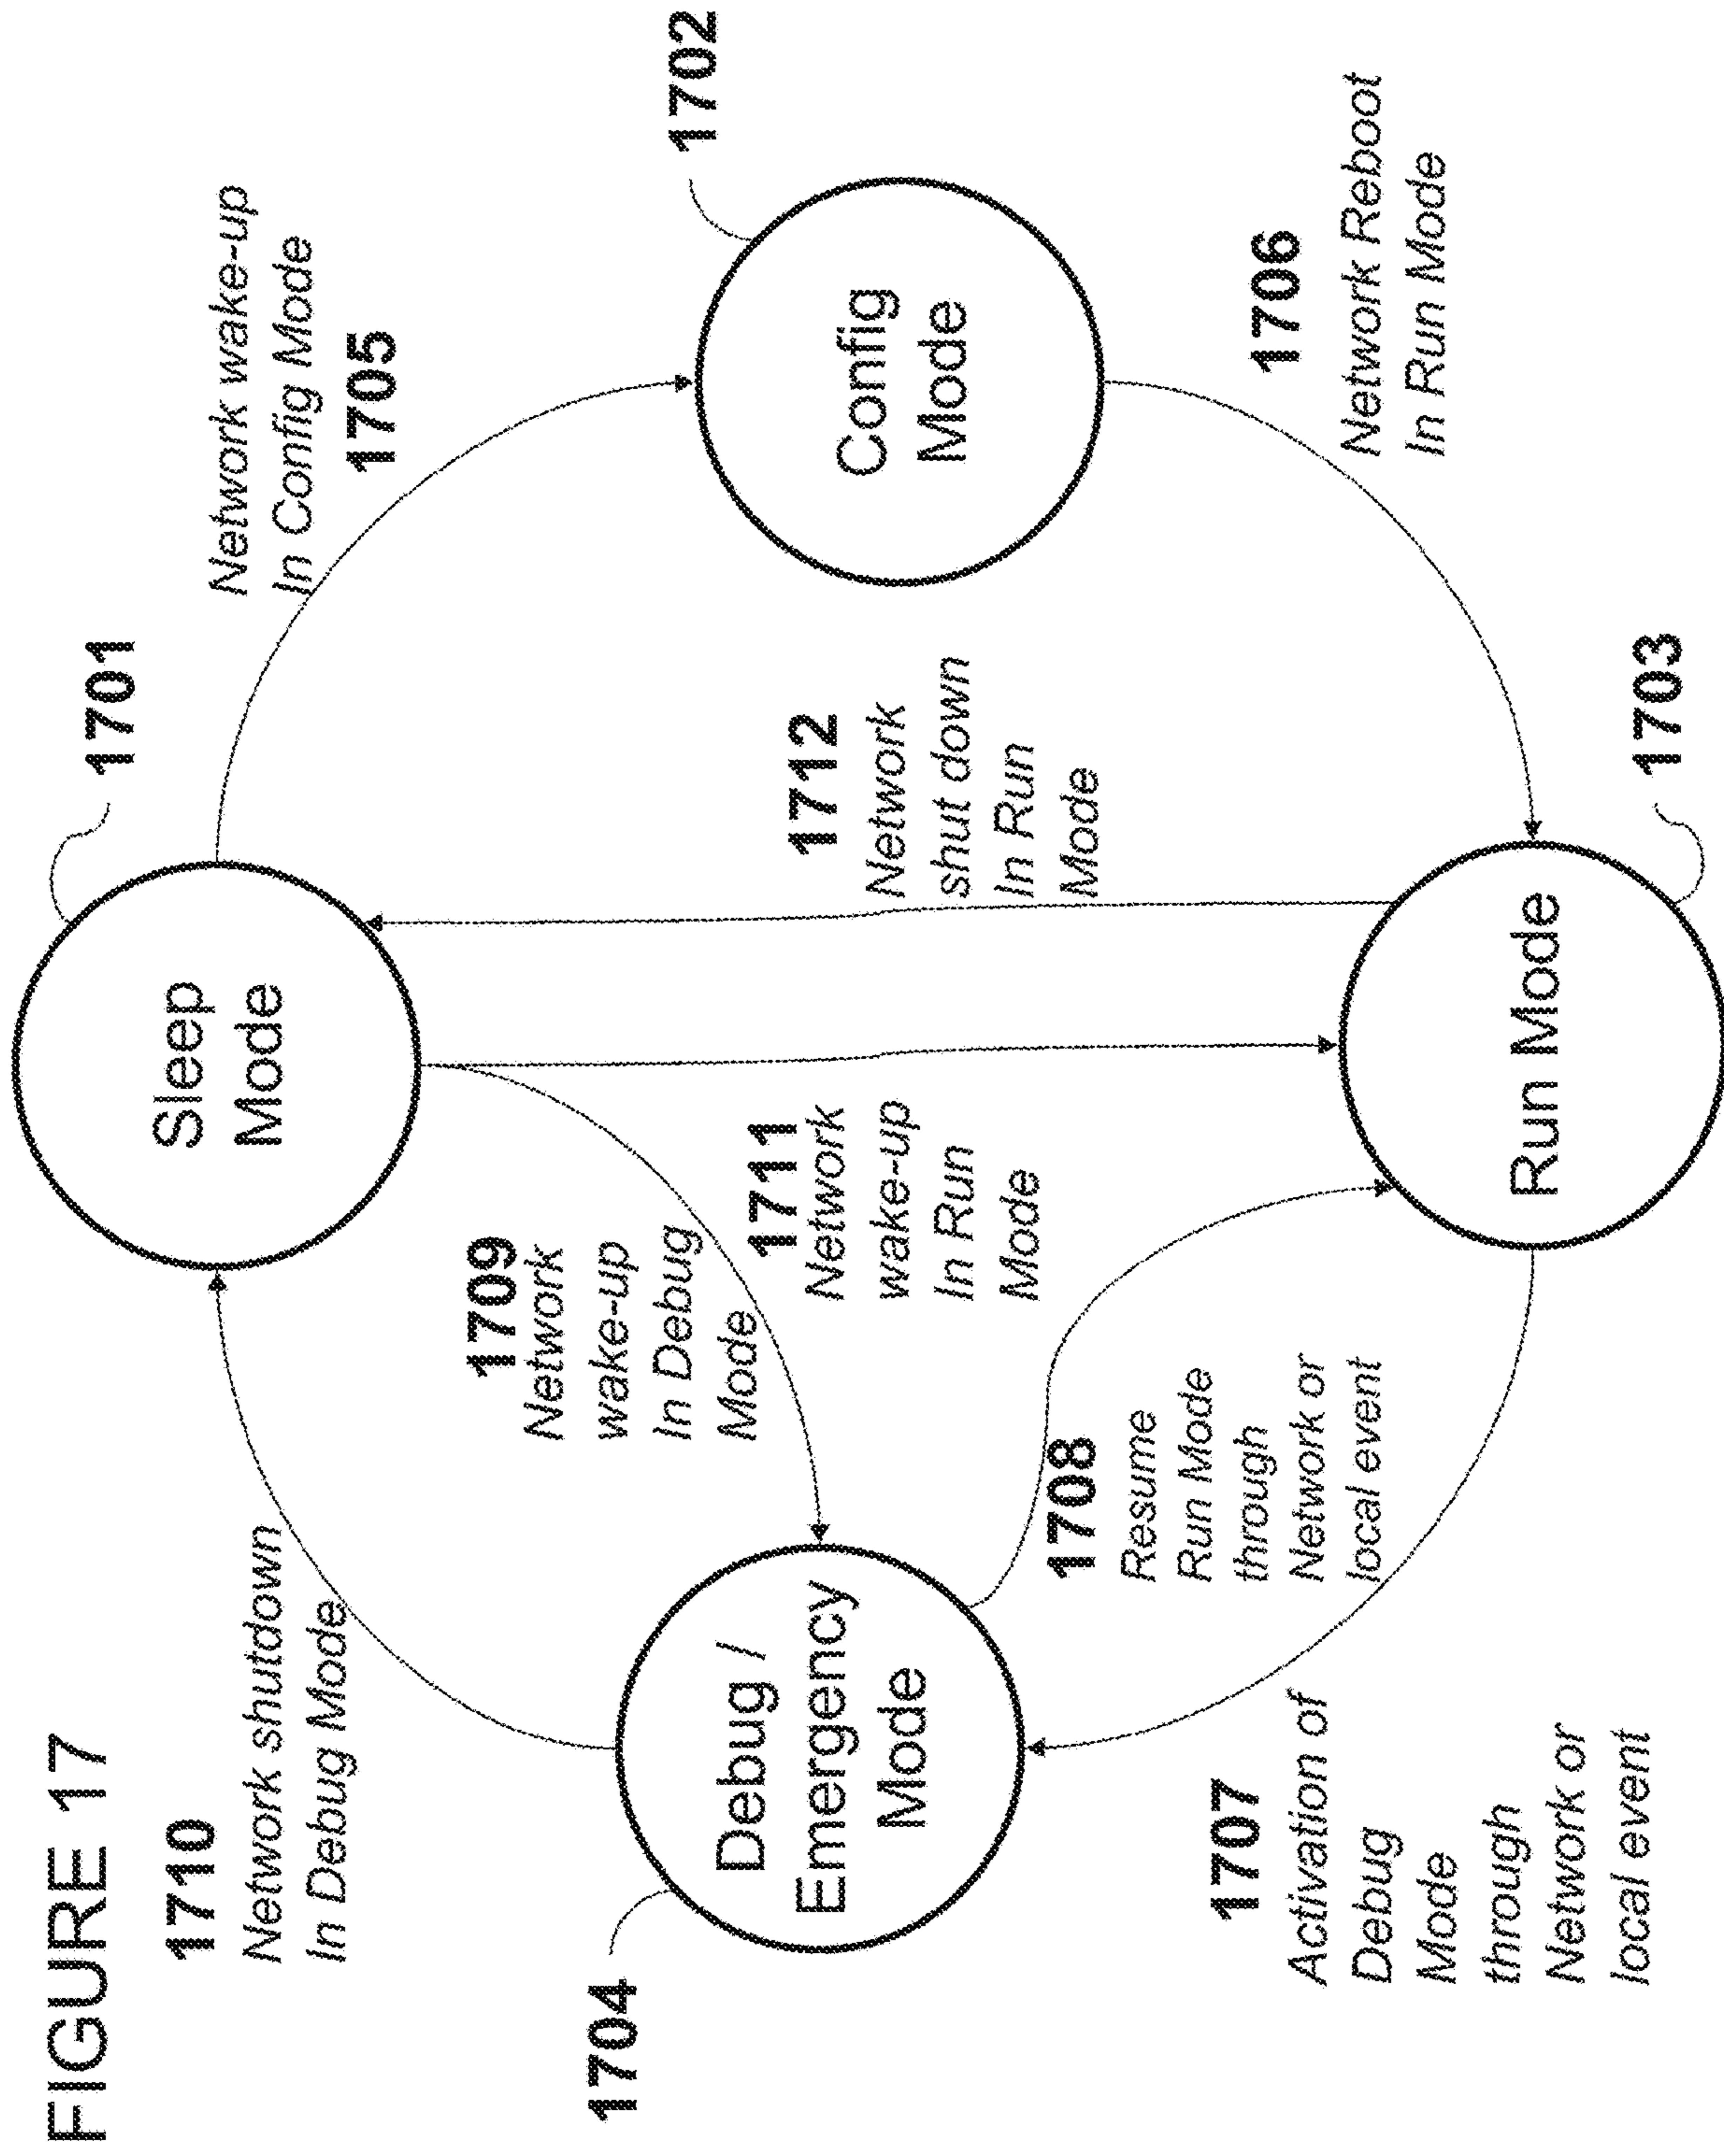 FIGURE 17
1710
Network shutdown
In Debug Mode
1701
Sleep
Mode
Network wake-up
In Config Mode
1705
1709
Network
wake-up
In Debug
Mode
1704
Debug /
Emergency
Mode
1711
Network
wake-up
In Run
Mode
1712
Network
shut down
In Run
Mode
1702
Config
Mode
1708
Resume
Run Mode
through
Network or
local event
1707
Activation of
Debug
Mode
through
Network or
local event
Run Mode
1703
1706
Network Reboot
In Run Mode